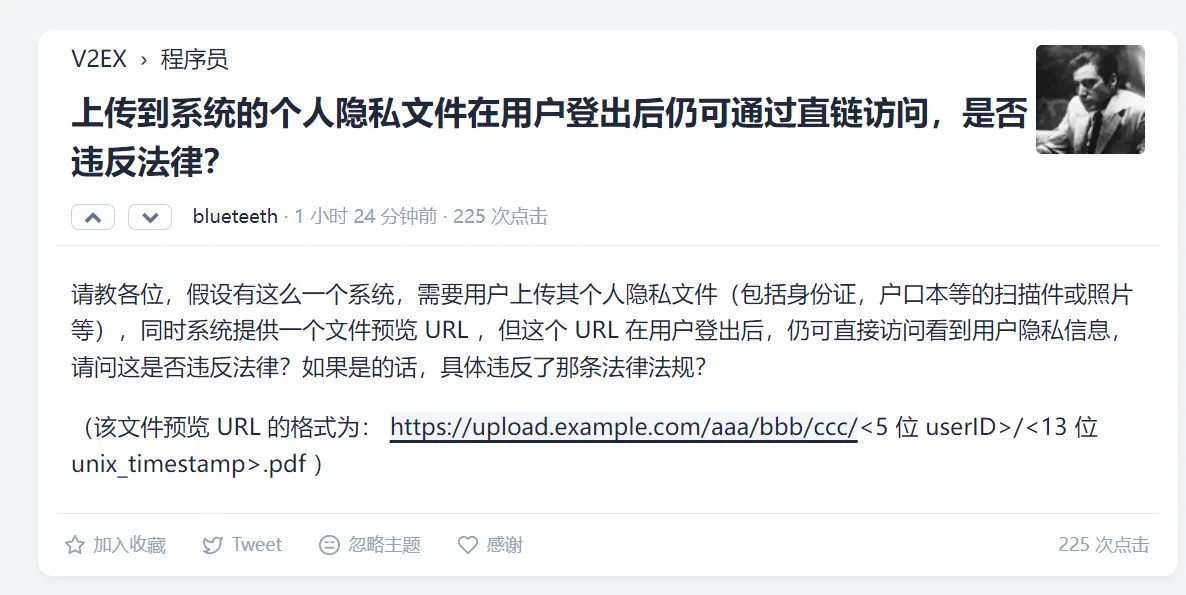 V2EX › 程序员
上传到系统的个人隐私文件在用户登出后仍可通过直链访问，是否
违反法律？
blueteeth · 1 小时 24 分钟前 · 225 次点击
请教各位，假设有这么一个系统，需要用户上传其个人隐私文件（包括身份证，户口本等的扫描件或照片
等），同时系统提供一个文件预览 URL ，但这个 URL 在用户登出后，仍可直接访问看到用户隐私信息，
请问这是否违反法律？如果是的话，具体违反了那条法律法规？
（该文件预览 URL 的格式为： https://upload.example.com/aaa/bbb/ccc/<5 位 userID>/<13 位
unix_timestamp>.pdf ）
加入收藏 Tweet 忽略主题 感谢 225 次点击